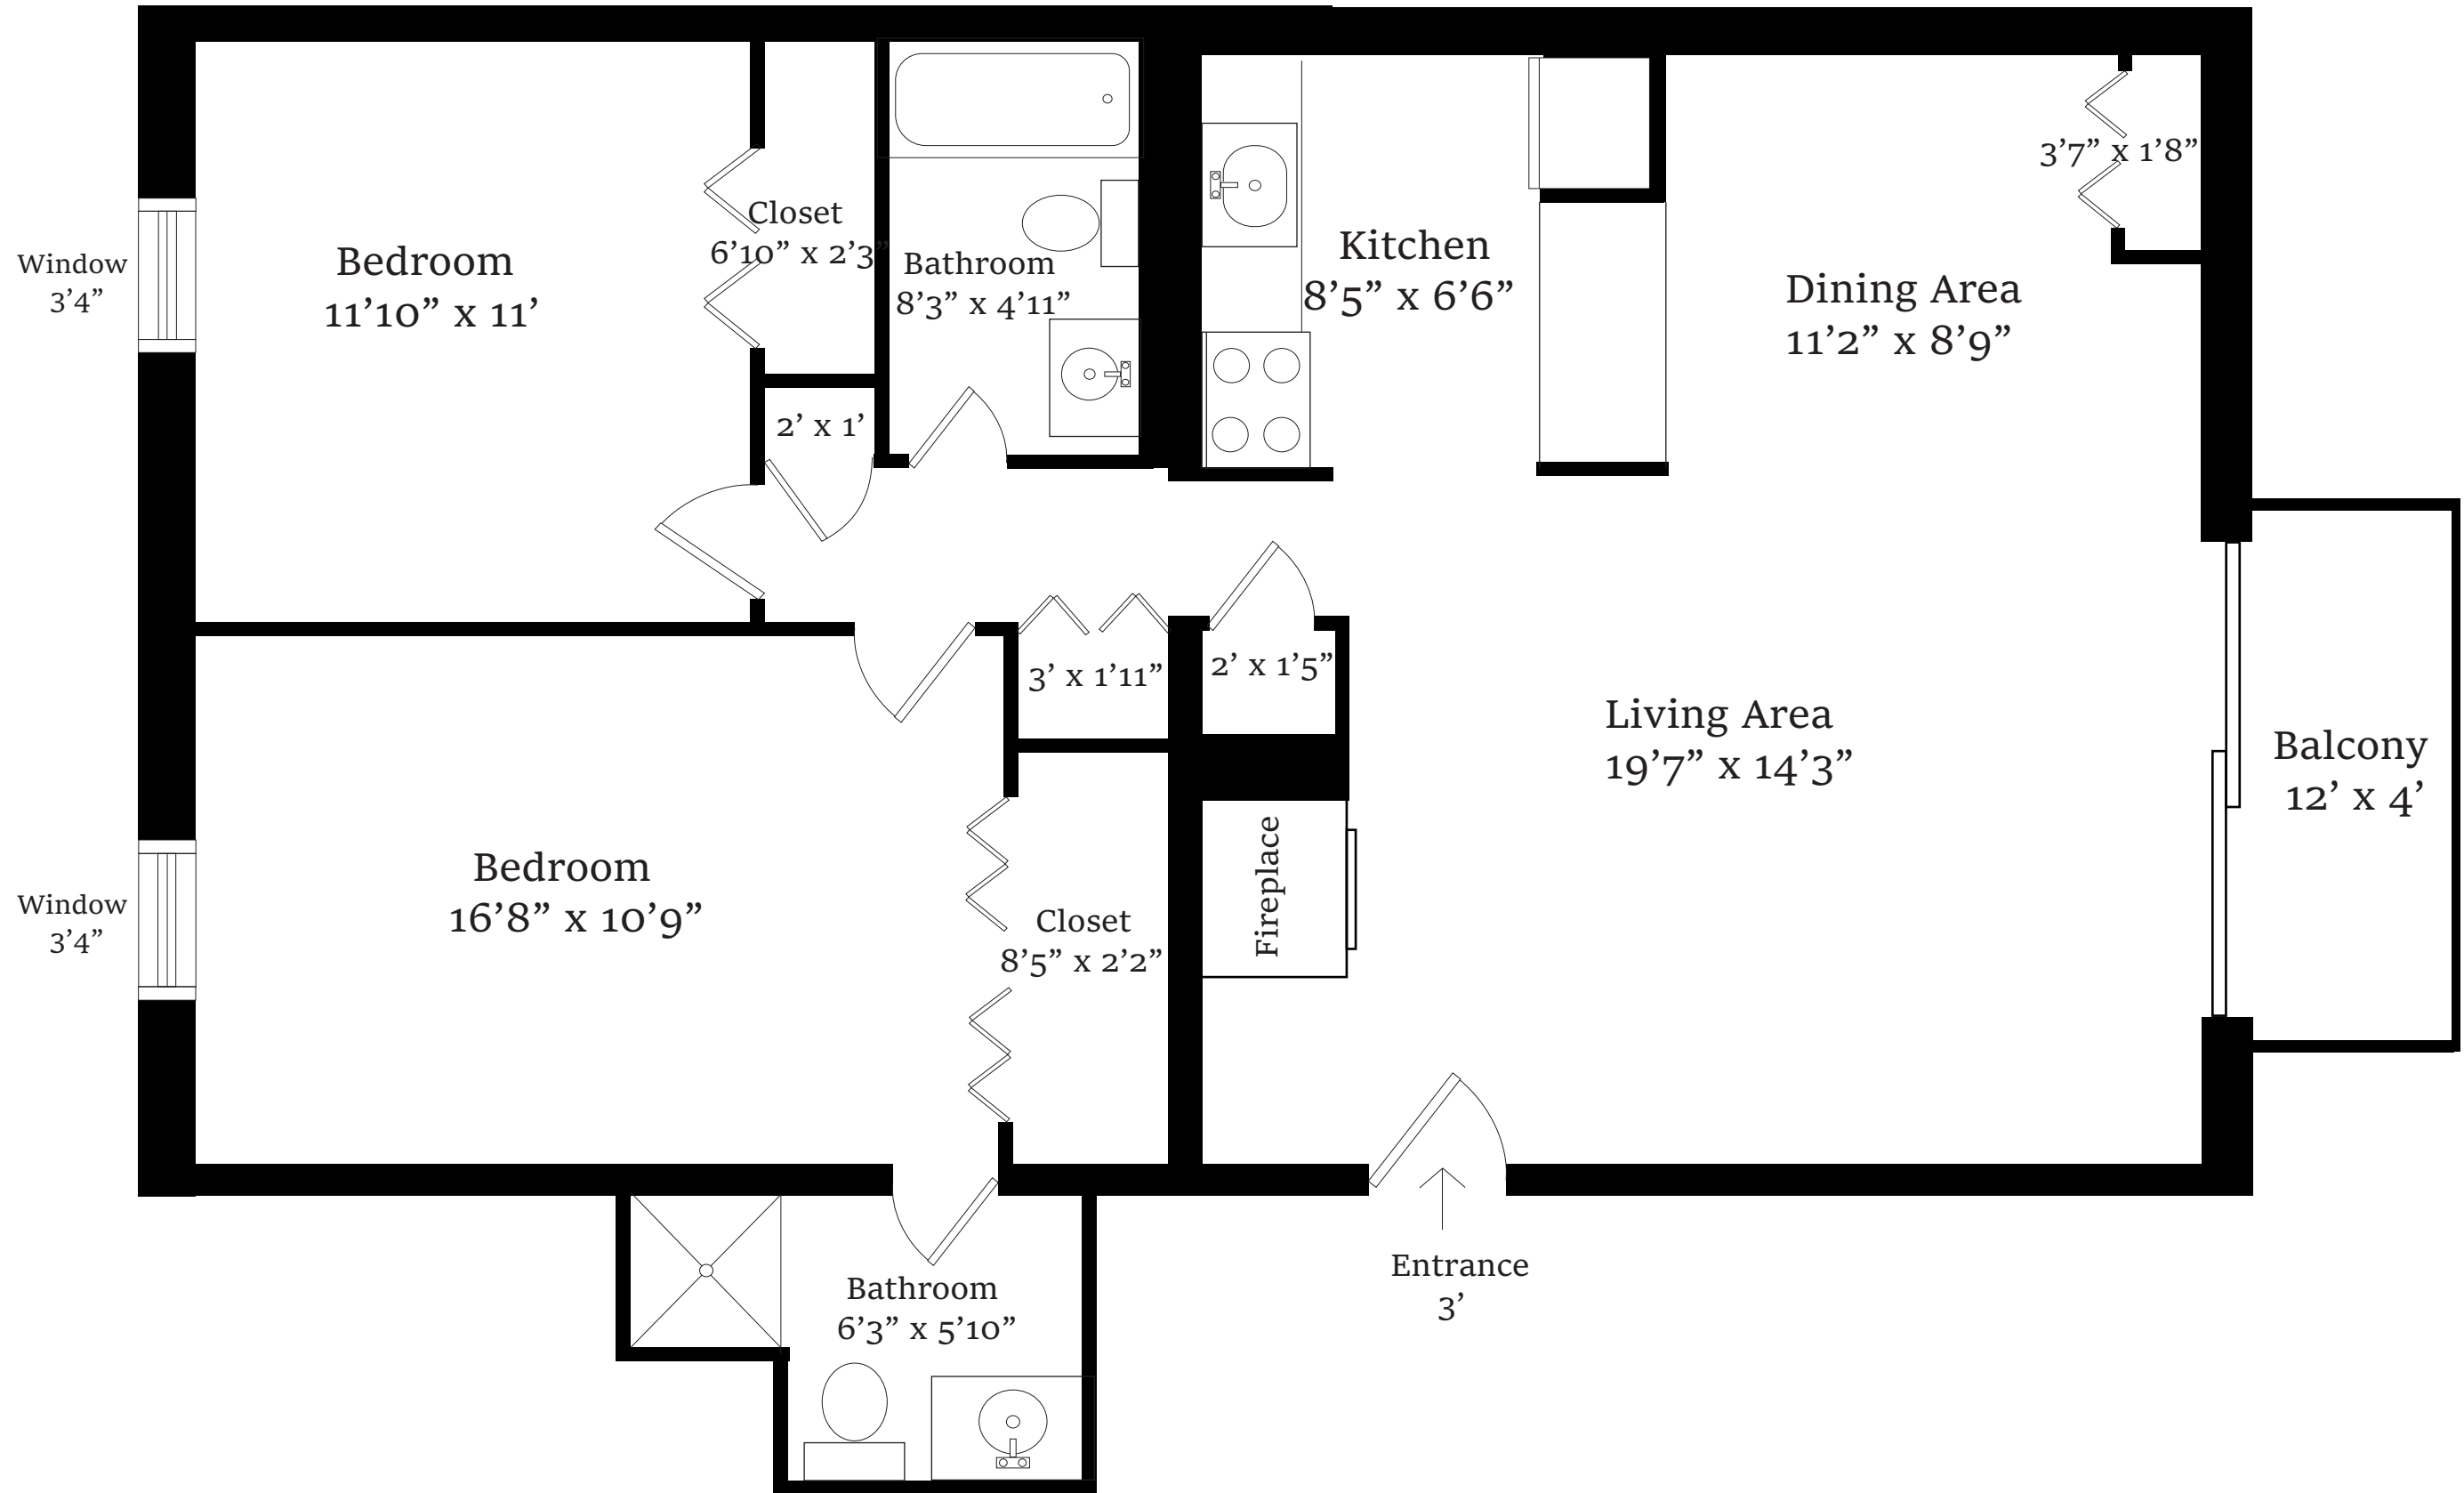 Window
3’4”
Bedroom
11’10” x 11’
Closet
6’10” x 2’3”
Bathroom
8’3” x 4’11”
2’ x 1’
Kitchen
8’5” x 6’6”
Dining Area
11’2” x 8’9”
3’7” x 1’8”
3’ x 1’11”
2’ x 1’5”
Living Area
19’7” x 14’3”
Balcony
12’ x 4’
Window
3’4”
Bedroom
16’8” x 10’9”
Closet
8’5” x 2’2”
Fireplace
Bathroom
6’3” x 5’10”
Entrance
3’